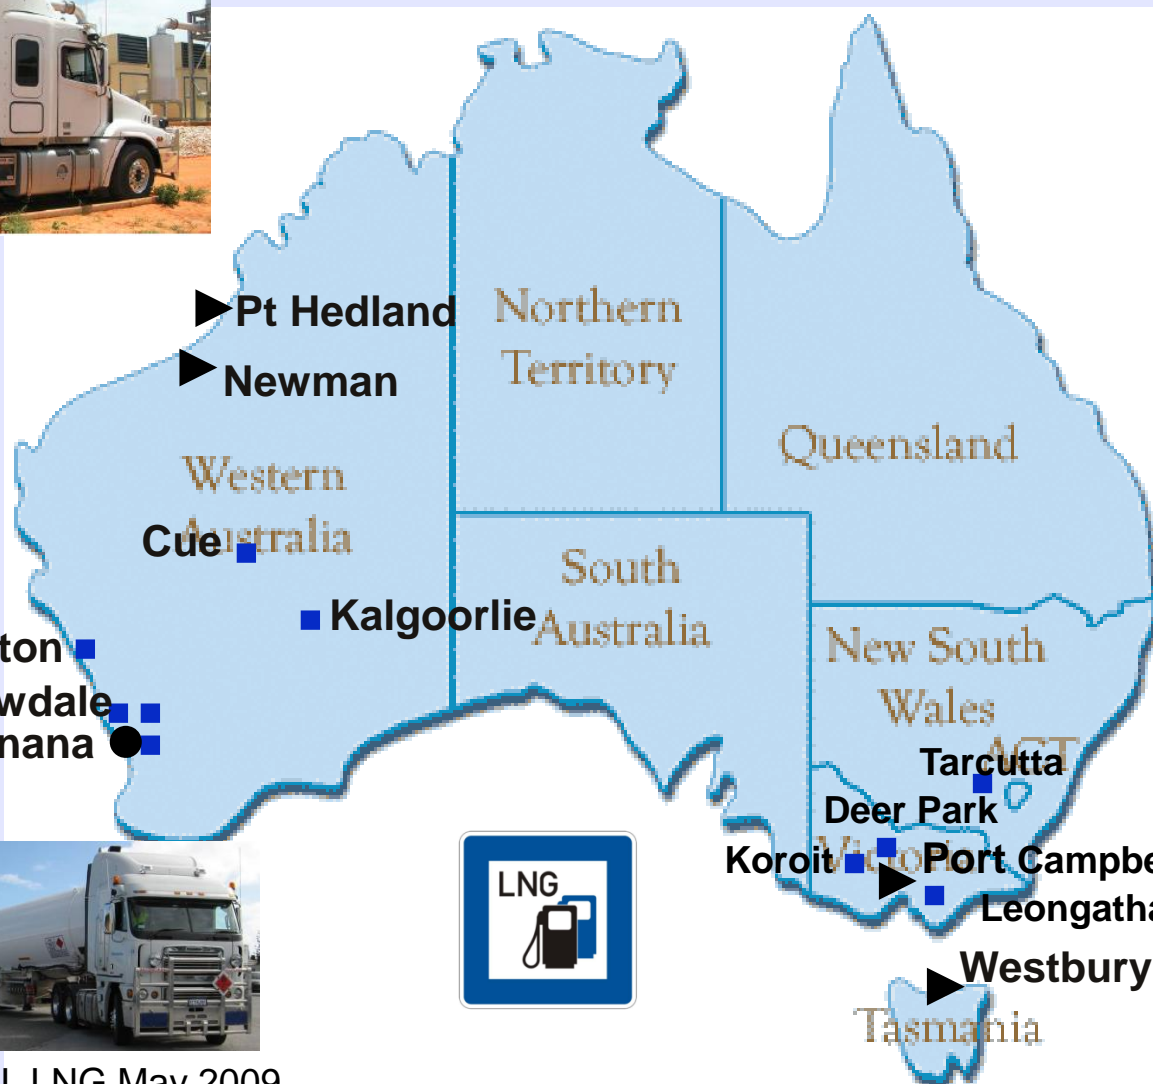 Pt Hedland
Northern
Territory
Newman
Queensland
Western
Australia
Cue
South
Australia
Kalgoorlie
New South
Wales
ton
wdale
nana
ACT
Tarcutta
Deer Park
Victoria
Koroit
Port Campbe
Leongatha
LNG
Westbury
Tasmania
LNG May 2009